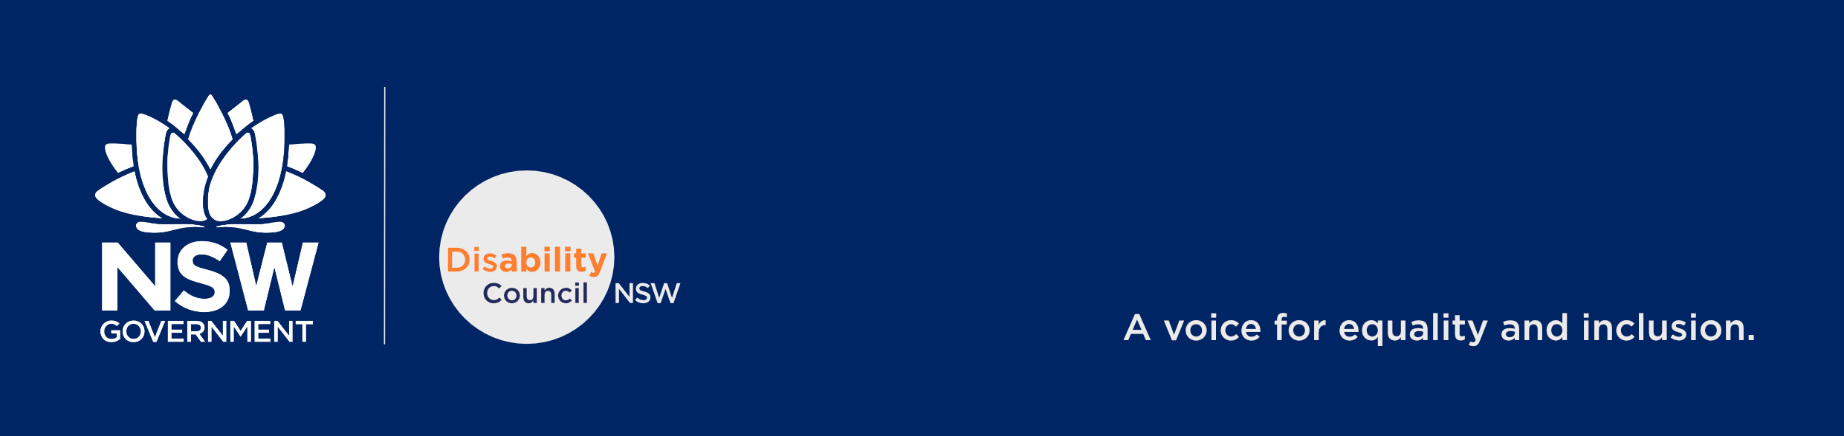 NSW
GOVERNMENT
Disability
Council NSW
A voice for equality and inclusion.